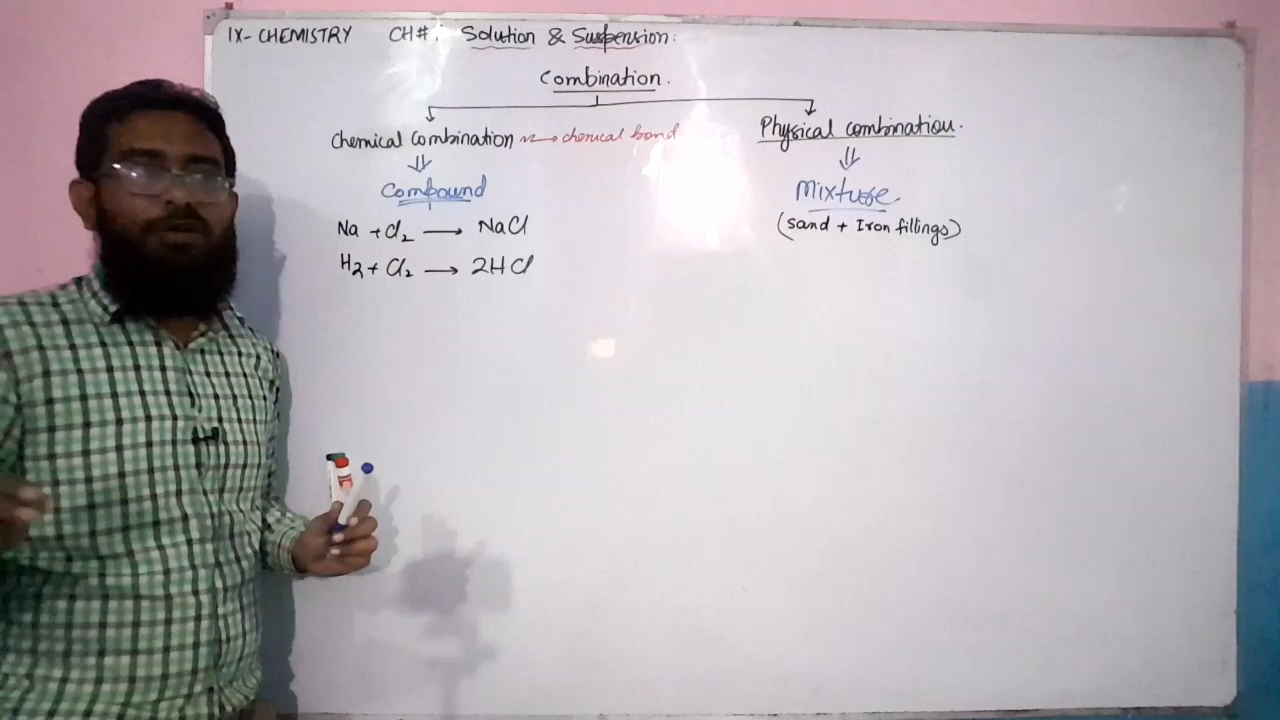 IX- CHEMISTRY CH#: Solution & Suspension:
Combination.
Chemical combination ⟿ chemical bond.
Physical combination.
⇓
⇓
Compound
Mixture
Na + Cl₂ ⟶ NaCl
(Sand + Iron fillings)
H₂ + Cl₂ ⟶ 2HCl